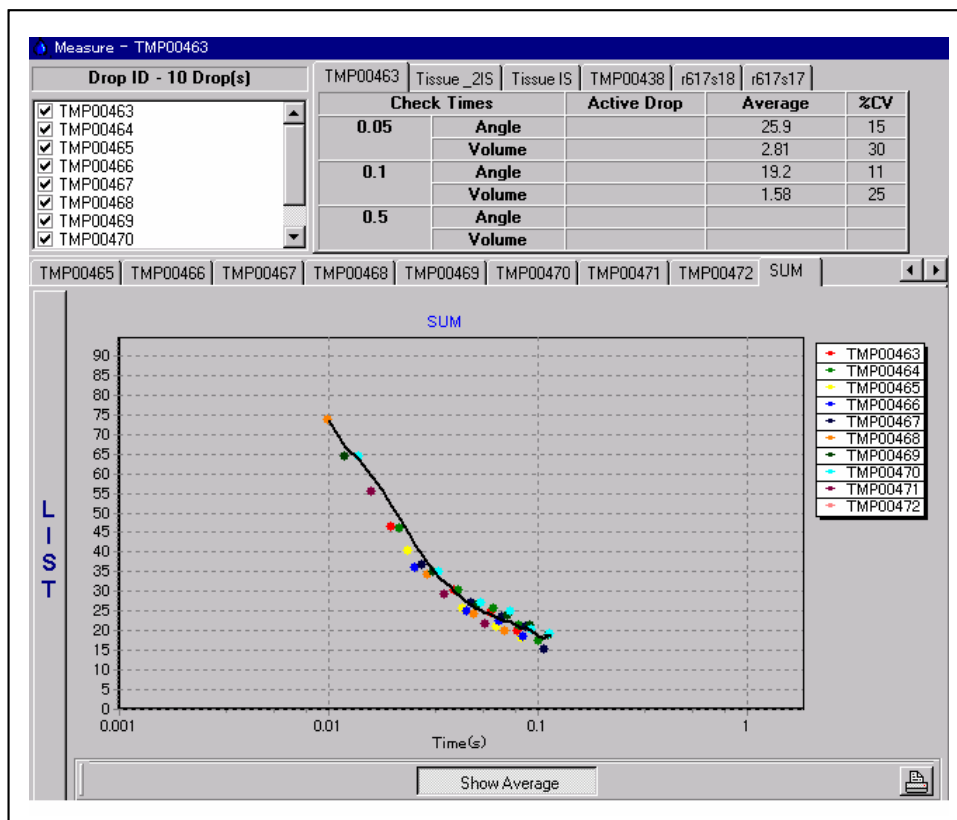 Measure - TMP00463
Drop ID - 10 Drop(s)
TMP00463
TMP00464
TMP00465
TMP00466
TMP00467
TMP00468
TMP00469
TMP00470
TMP00463 Tissue _2IS Tissue IS TMP00438 r617s18 r617s17
Check Times Active Drop Average %CV
0.05 Angle 25.9 15
Volume 2.81 30
0.1 Angle 19.2 11
Volume 1.58 25
0.5 Angle
Volume
TMP00465 TMP00466 TMP00467 TMP00468 TMP00469 TMP00470 TMP00471 TMP00472 SUM
LIST
SUM
90
85
80
75
70
65
60
55
50
45
40
35
30
25
20
15
10
5
0
0.001 0.01 0.1 1
Time(s)
TMP00463
TMP00464
TMP00465
TMP00466
TMP00467
TMP00468
TMP00469
TMP00470
TMP00471
TMP00472
Show Average